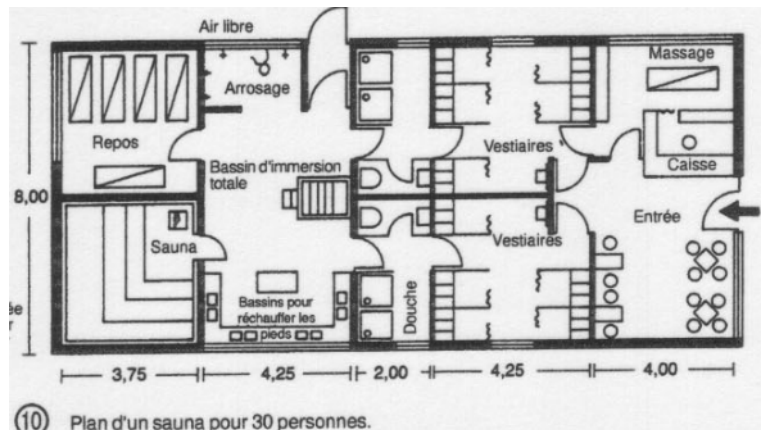 Air libre
Massage
Arrosage
Repos
Vestiaires
Bassin d'immersion
totale
Caisse
8,00
Entrée
Sauna
Vestiaires
Bassins pour
réchauffer les
pieds
Douche
3,75
4,25
2,00
4,25
4,00
10 Plan d'un sauna pour 30 personnes.